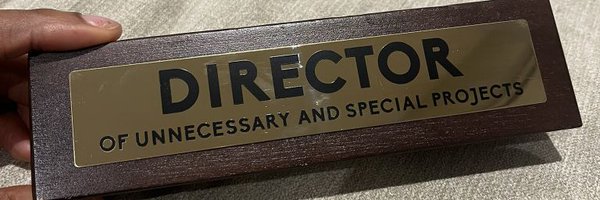 DIRECTOR
OF UNNECESSARY AND SPECIAL PROJECTS